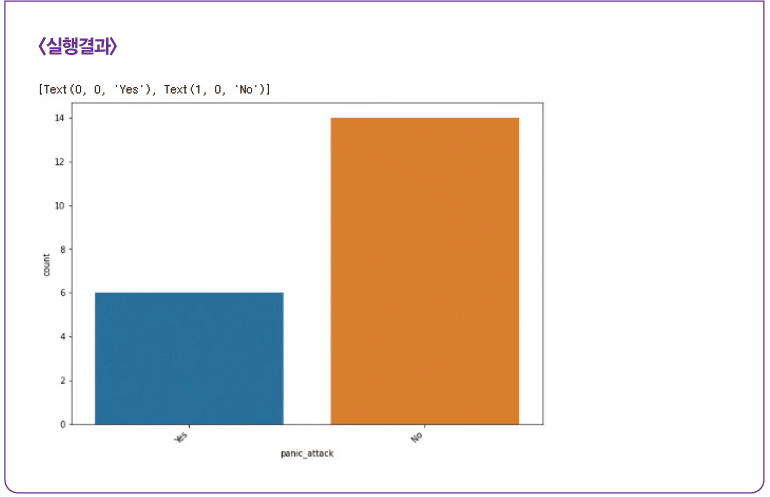 〈실행결과〉
[Text(0, 0, 'Yes'), Text(1, 0, 'No')]
14
12
10
8
6
4
2
0
count
Yes
No
panic_attack